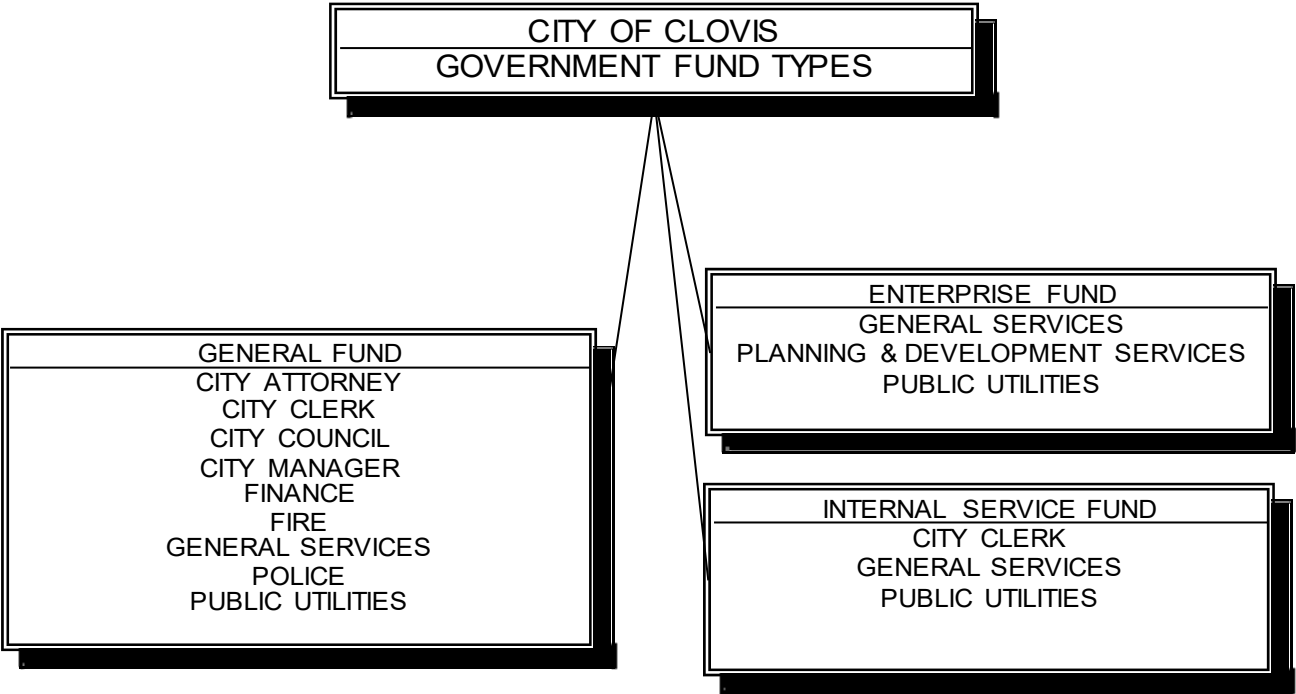 CITY OF CLOVIS
GOVERNMENT FUND TYPES
GENERAL FUND
CITY ATTORNEY
CITY CLERK
CITY COUNCIL
CITY MANAGER
FINANCE
FIRE
GENERAL SERVICES
POLICE
PUBLIC UTILITIES
ENTERPRISE FUND
GENERAL SERVICES
PLANNING & DEVELOPMENT SERVICES
PUBLIC UTILITIES
INTERNAL SERVICE FUND
CITY CLERK
GENERAL SERVICES
PUBLIC UTILITIES